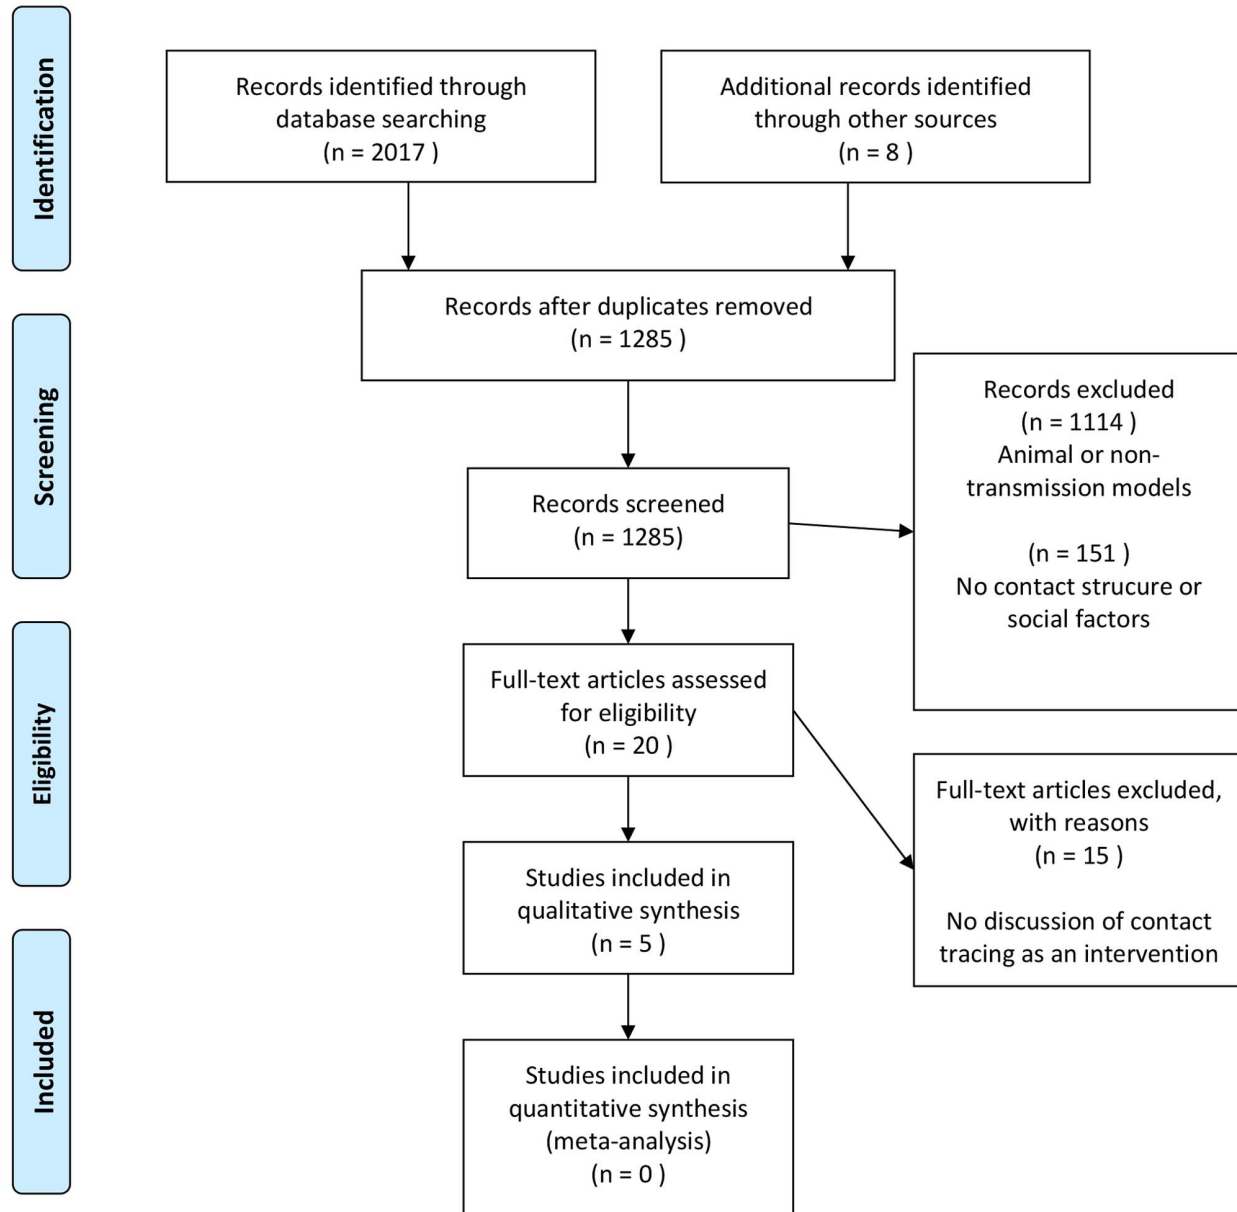 Identification
Records identified through
database searching
(n = 2017 )
Additional records identified
through other sources
(n = 8 )
Records after duplicates removed
(n = 1285 )
Screening
Records screened
(n = 1285)
Records excluded
(n = 1114 )
Animal or non-
transmission models
(n = 151 )
No contact strucure or
social factors
Eligibility
Full-text articles assessed
for eligibility
(n = 20 )
Full-text articles excluded,
with reasons
(n = 15 )
No discussion of contact
tracing as an intervention
Studies included in
qualitative synthesis
(n = 5 )
Included
Studies included in
quantitative synthesis
(meta-analysis)
(n = 0 )